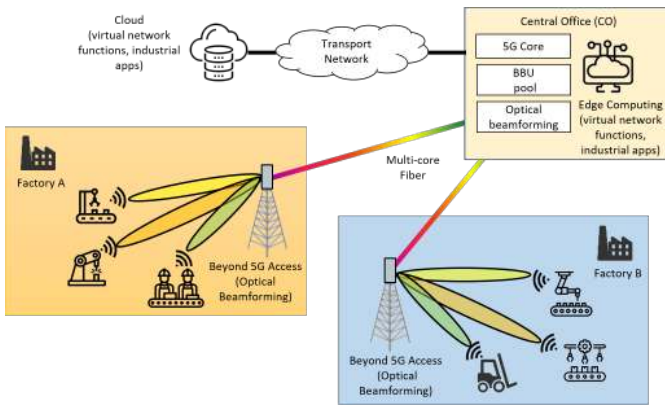 Cloud
(virtual network
functions, industrial
apps)
Transport
Network
Central Office (CO)
5G Core
BBU
pool
Optical
beamforming
Edge Computing
(virtual network
functions,
industrial apps)
Multi-core
Fiber
Factory A
Beyond 5G Access
(Optical
Beamforming)
Factory B
Beyond 5G Access
(Optical
Beamforming)